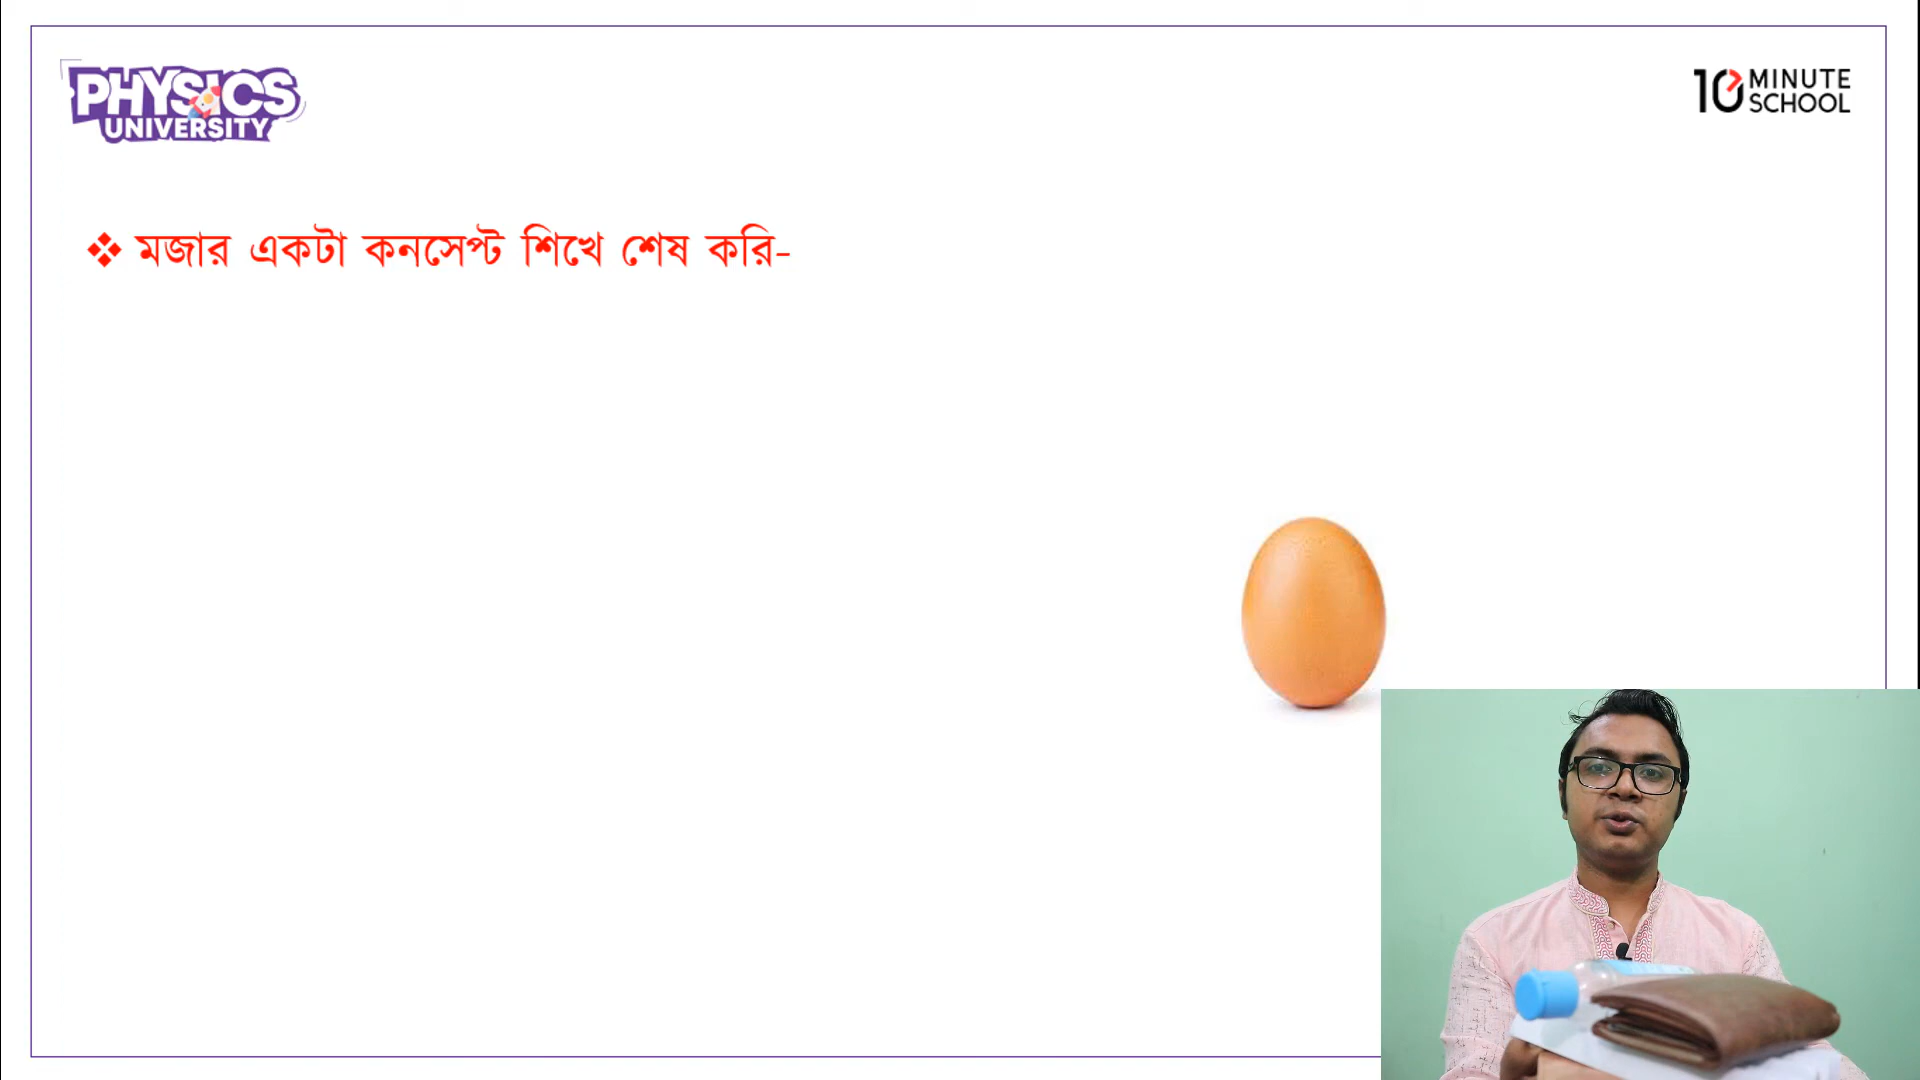 PHYSICS
UNIVERSITY
10 MINUTE
SCHOOL
❖ মজার একটা কনসেপ্ট শিখে শেষ করি-